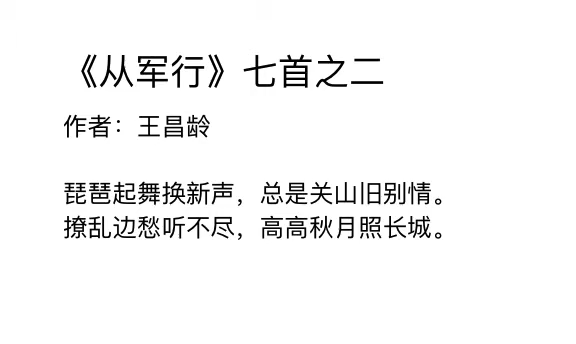 《从军行》七首之二
作者：王昌龄
琵琶起舞换新声，总是关山旧别情。
撩乱边愁听不尽，高高秋月照长城。